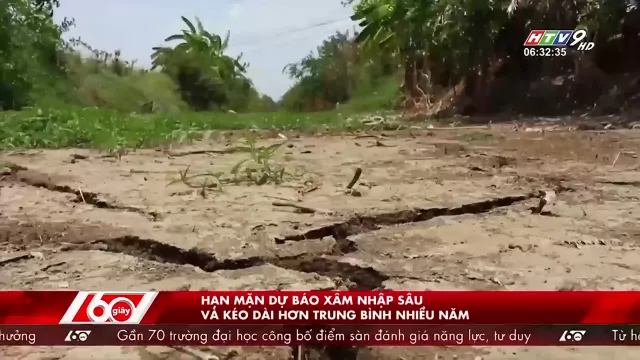 HTV9 HD
06:32:35
60 giây
HẠN MẶN DỰ BÁO XÂM NHẬP SÂU
VÀ KÉO DÀI HƠN TRUNG BÌNH NHIỀU NĂM
hưởng 60 Gần 70 trường đại học công bố điểm sàn đánh giá năng lực, tư duy 60 Từ